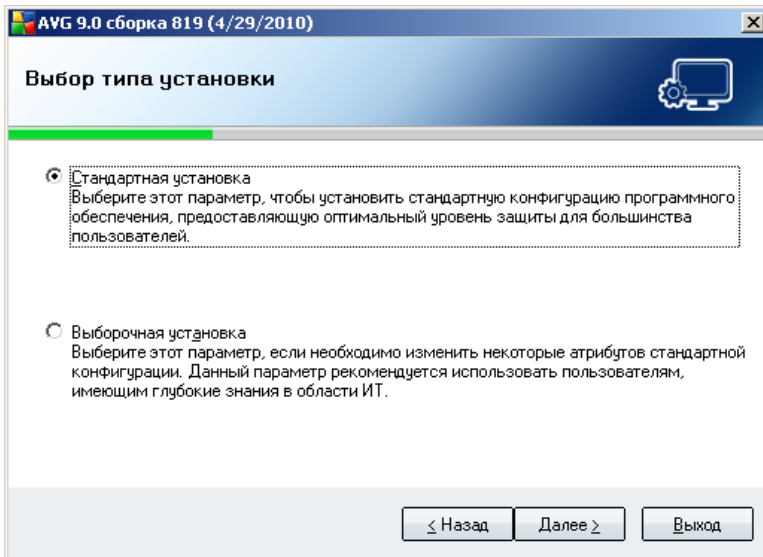 AVG 9.0 сборка 819 (4/29/2010)
Выбор типа установки
Стандартная установка
Выберите этот параметр, чтобы установить стандартную конфигурацию программного
обеспечения, предоставляющую оптимальный уровень защиты для большинства
пользователей.
Выборочная установка
Выберите этот параметр, если необходимо изменить некоторые атрибутов стандартной
конфигурации. Данный параметр рекомендуется использовать пользователям,
имеющим глубокие знания в области ИТ.
< Назад
Далее >
Выход